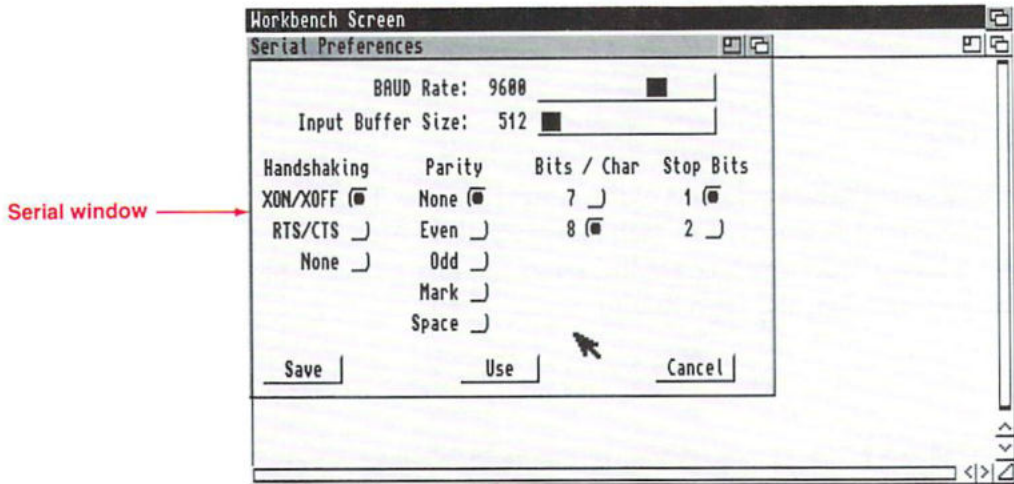 Workbench Screen
Serial Preferences
BAUD Rate: 9600
Input Buffer Size: 512
Handshaking Parity Bits / Char Stop Bits
XON/XOFF None 7 1
RTS/CTS Even 8 2
None Odd
Mark
Space
Save Use Cancel
Serial window